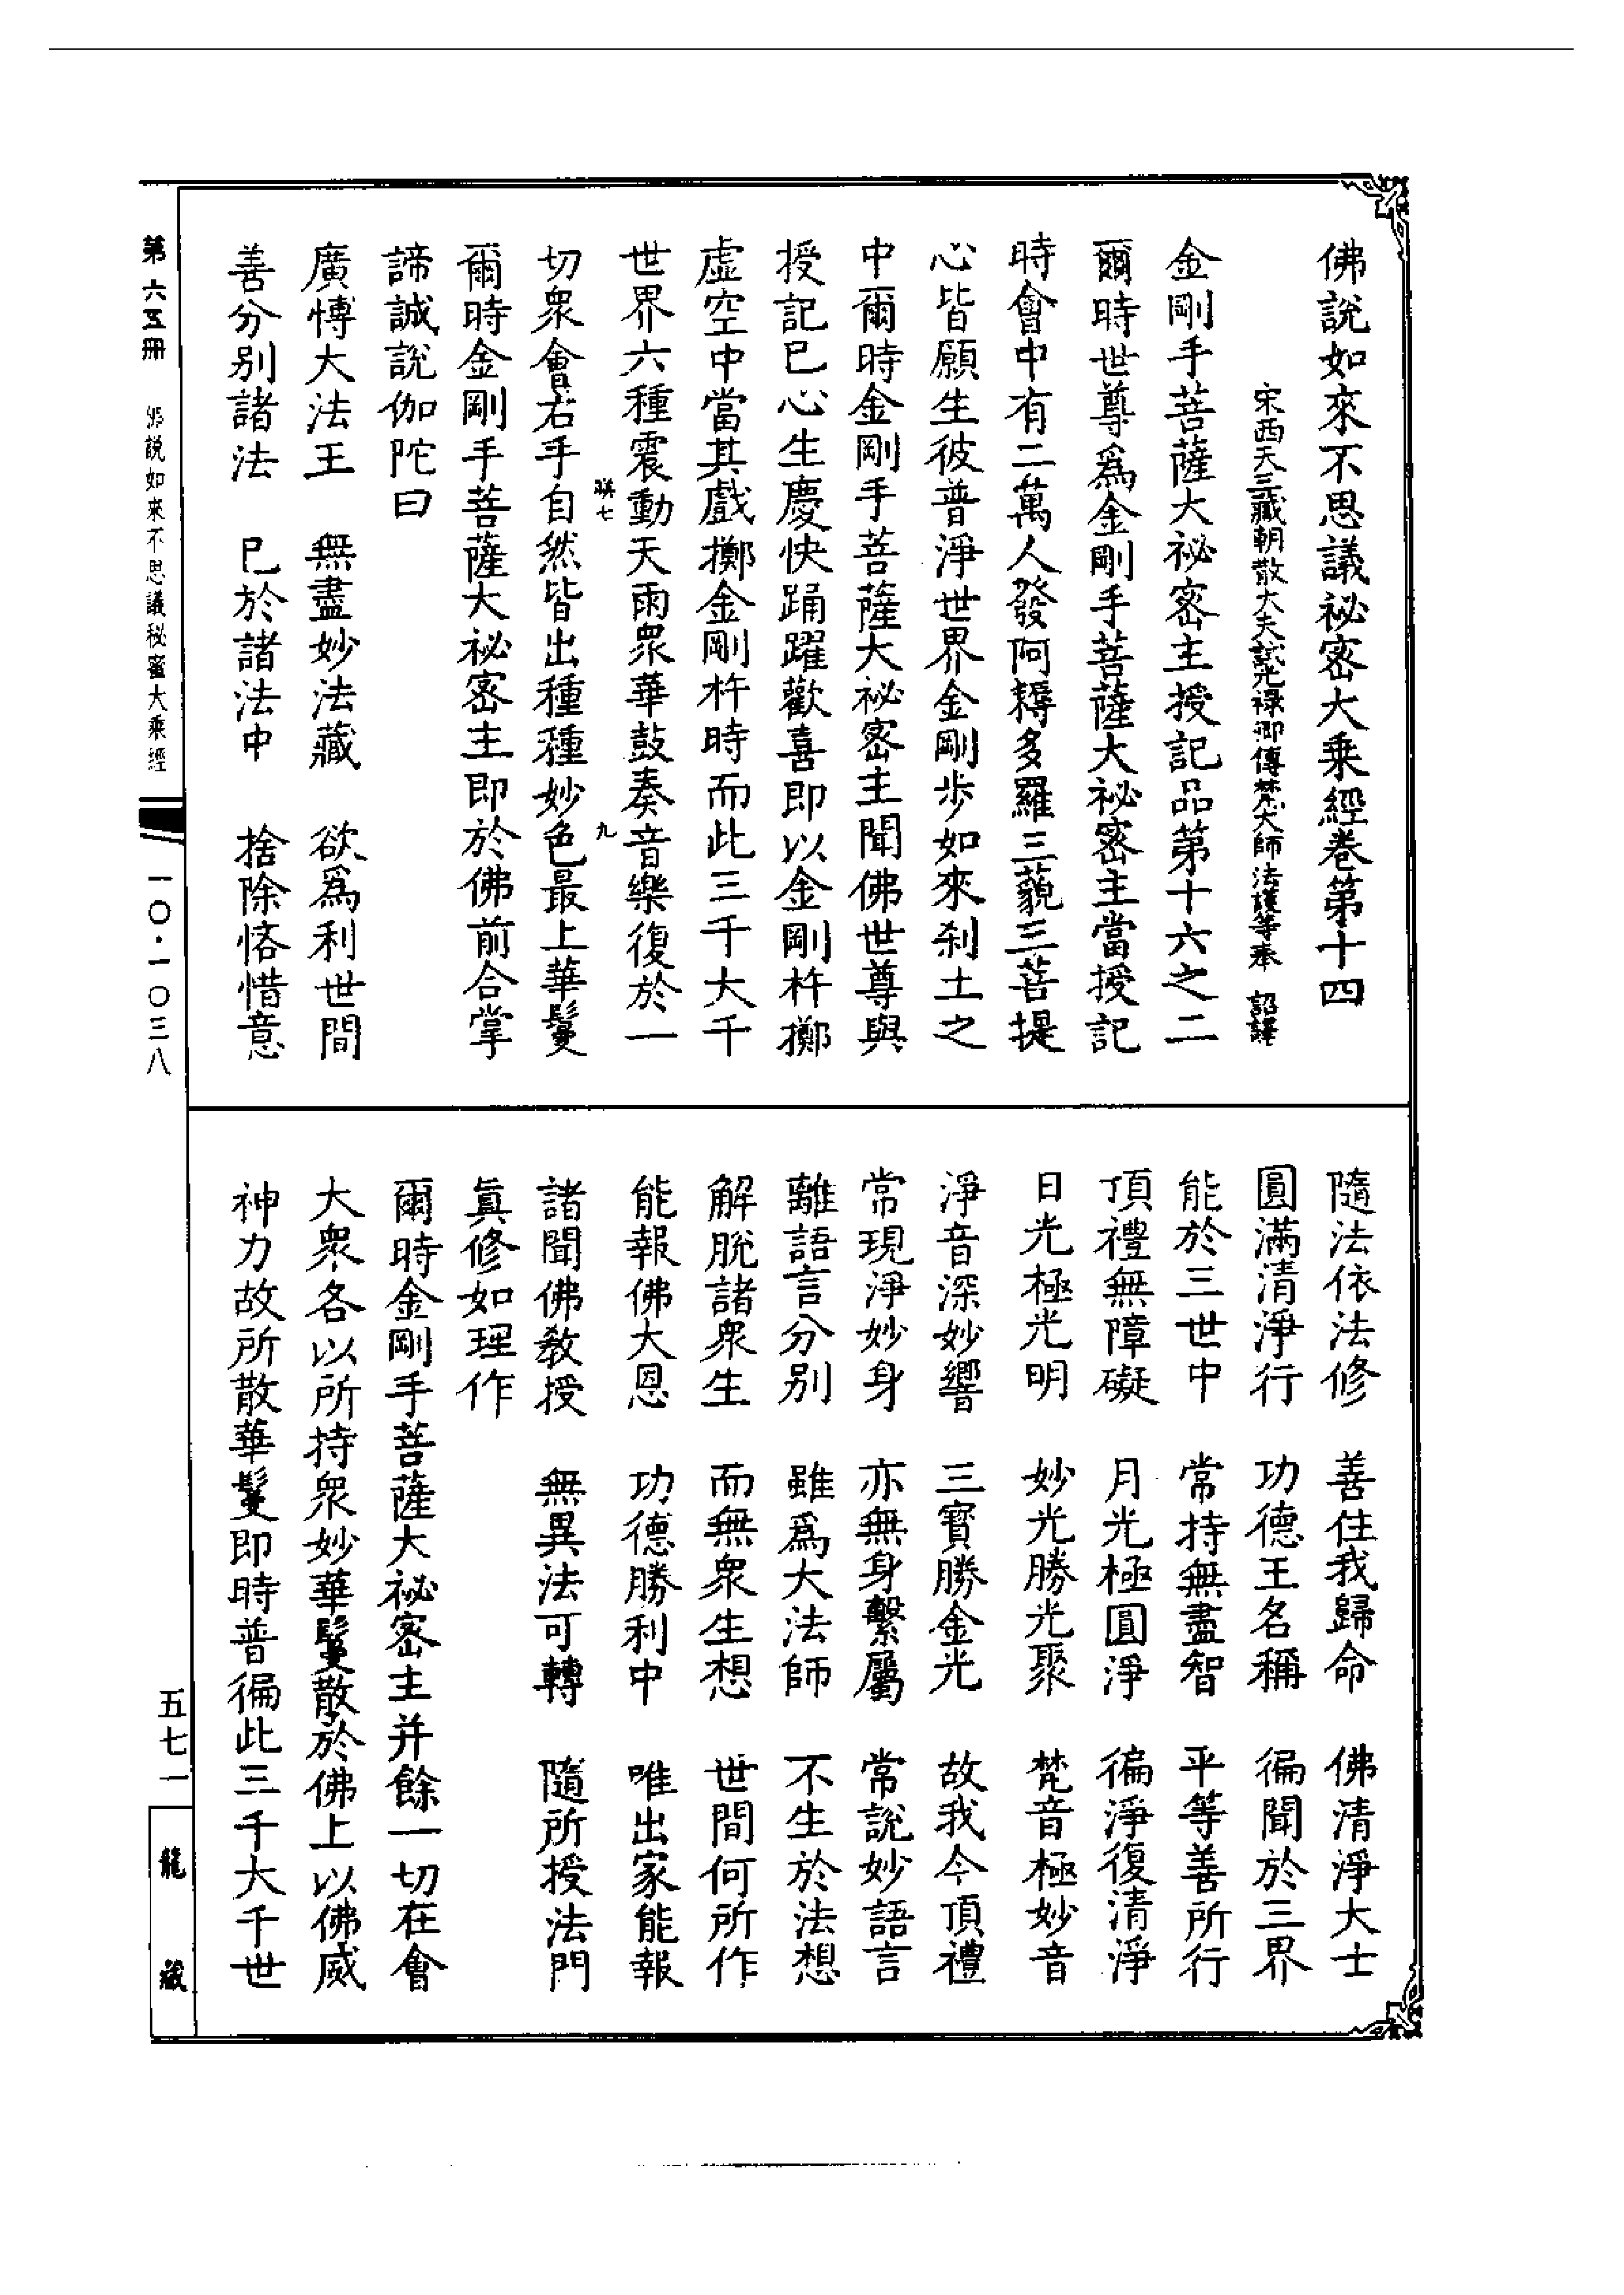 佛說如來不思議祕密大乘經卷第十四
宋西天三藏朝散大夫試光祿卿傳梵大師法護等奉 詔譯
金剛手菩薩大祕密主授記品第十六之二
爾時世尊爲金剛手菩薩大祕密主當授記
時會中有二萬人發阿耨多羅三藐三菩提
心皆願生彼普淨世界金剛步如來刹土之
中爾時金剛手菩薩大祕密主聞佛世尊與
授記已心生慶快踊躍歡喜即以金剛杵擲
虛空中當其戲擲金剛杵時而此三千大千
世界六種震動天雨衆華鼓奏音樂復於一
切衆會右手自然皆出種種妙色最上華鬘
爾時金剛手菩薩大祕密主即於佛前合掌
諦誠說伽陀曰
廣博大法王 無盡妙法藏 欲爲利世間
善分別諸法 已於諸法中 捨除悋惜意
隨法依法修 善住我歸命 佛清淨大士
圓滿清淨行 功德王名稱 徧聞於三界
能於三世中 常持無盡智 平等善所行
頂禮無障礙 月光極圓淨 徧淨復清淨
日光極光明 妙光勝光聚 梵音極妙音
淨音深妙響 三寶勝金光 故我今頂禮
常現淨妙身 亦無身繫屬 常說妙語言
離語言分別 雖爲大法師 不生於法想
解脫諸衆生 而無衆生想 世間何所作
能報佛大恩 功德勝利中 唯出家能報
諸聞佛教授 無異法可轉 隨所授法門
眞修如理作
爾時金剛手菩薩大祕密主并餘一切在會
大衆各以所持衆妙華鬘散於佛上以佛威
神力故所散華鬘即時普徧此三千大千世
第六五冊 佛說如來不思議秘蜜大乘經
一〇·一〇三八
五七一
龍藏